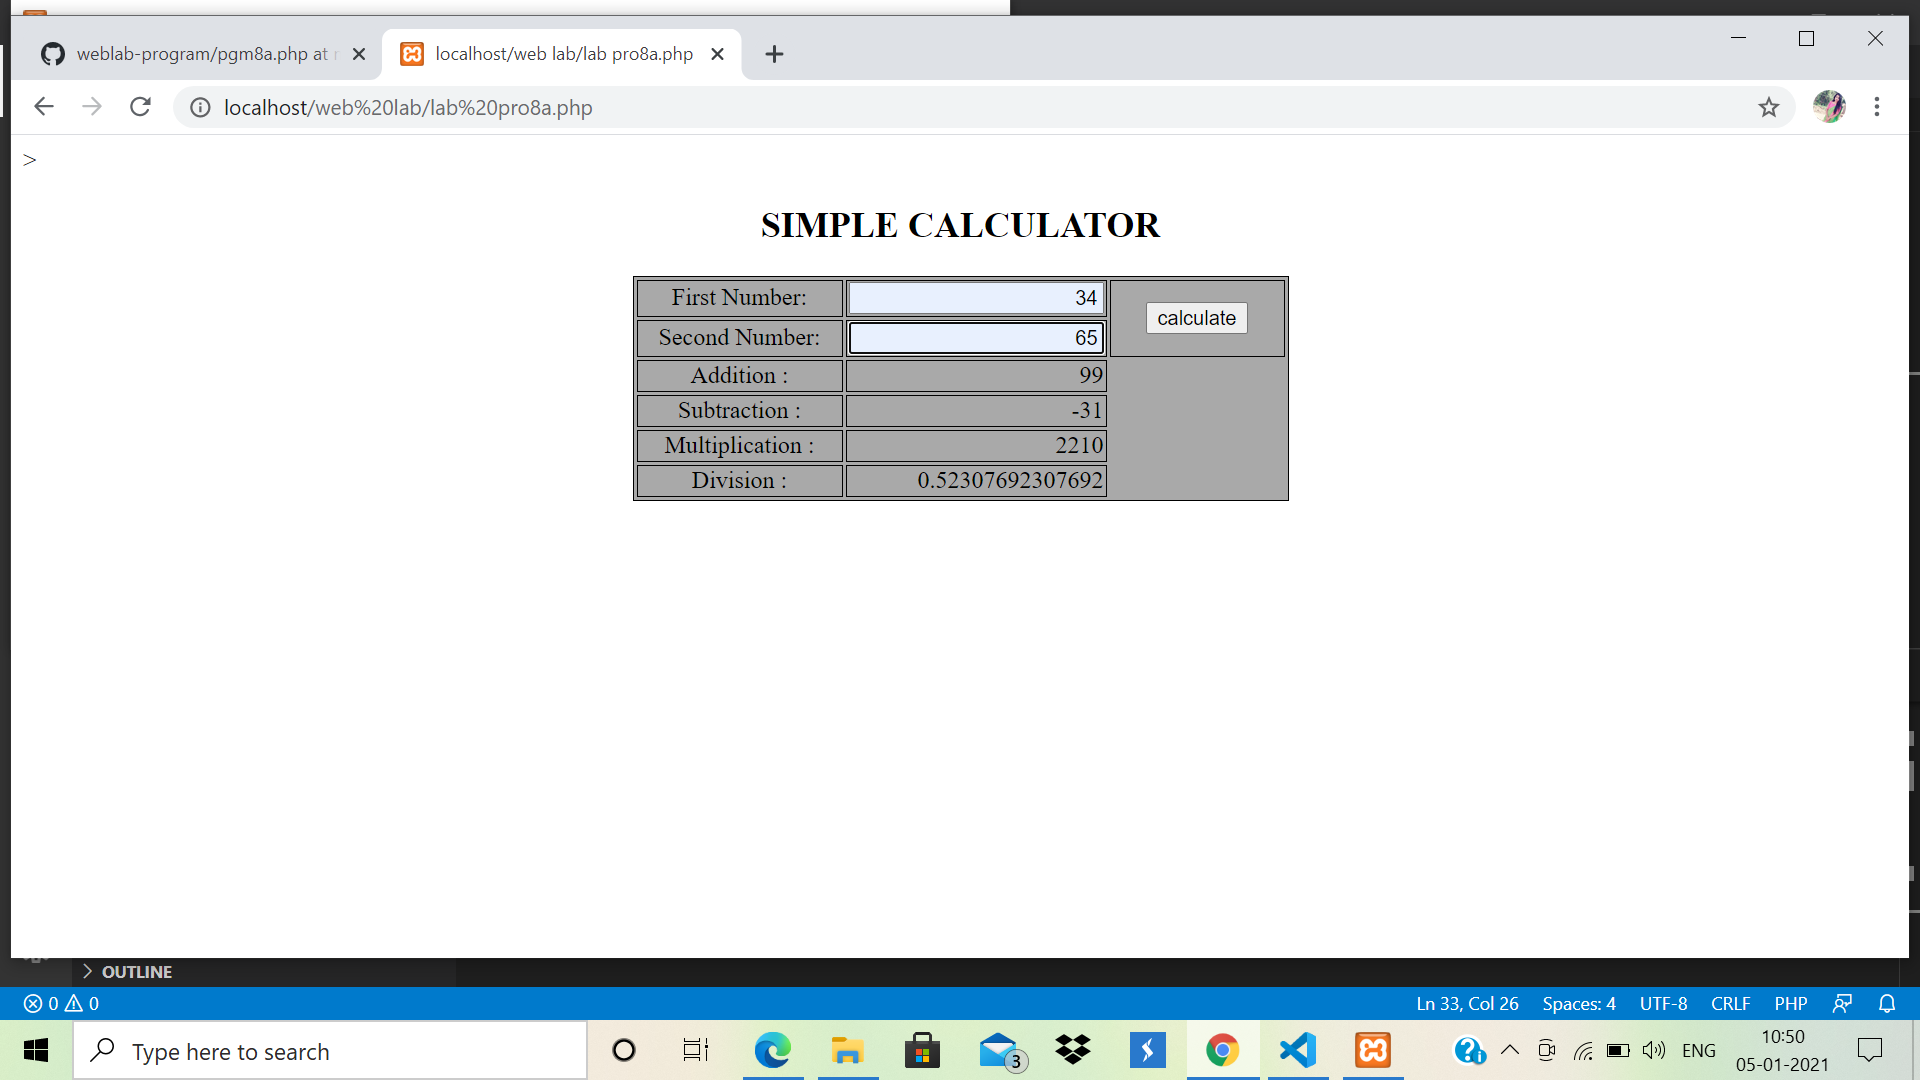 weblab-program/pgm8a.php at
localhost/web lab/lab pro8a.php
localhost/web%20lab/lab%20pro8a.php
>
SIMPLE CALCULATOR
First Number: 34
calculate
Second Number: 65
Addition : 99
Subtraction : -31
Multiplication : 2210
Division : 0.52307692307692
OUTLINE
0 0 Ln 33, Col 26 Spaces: 4 UTF-8 CRLF PHP
Type here to search
3
ENG
10:50
05-01-2021